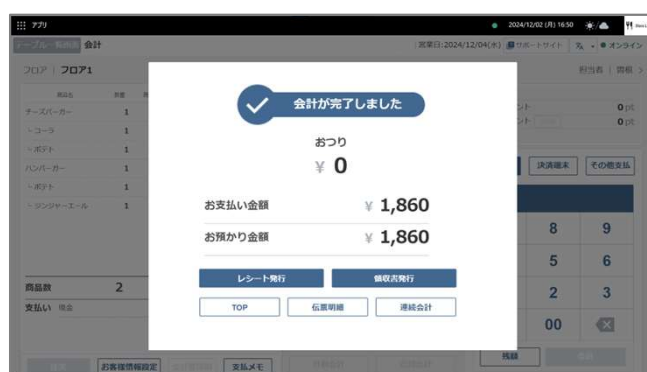 アプリ
2024/12/02 (月) 16:50
テーブル一覧画面 会計
営業日:2024/12/04(水) サポートサイト オンライン
フロア | フロア1
担当者 | 齊
商品名 数量
チーズバーガー 1
0 pt
コーラ 1
0 pt
ポテト 1
ハンバーガー 1
ポテト 1
ジンジャーエール 1
会計が完了しました
おつり
¥ 0
お支払い金額 ¥ 1,860
お預かり金額 ¥ 1,860
レシート発行 領収書発行
TOP 伝票明細 連続会計
決済端末 その他支払
8 9
5 6
2 3
00
商品数 2
支払い 現金
お客様情報設定 支払メモ
残額